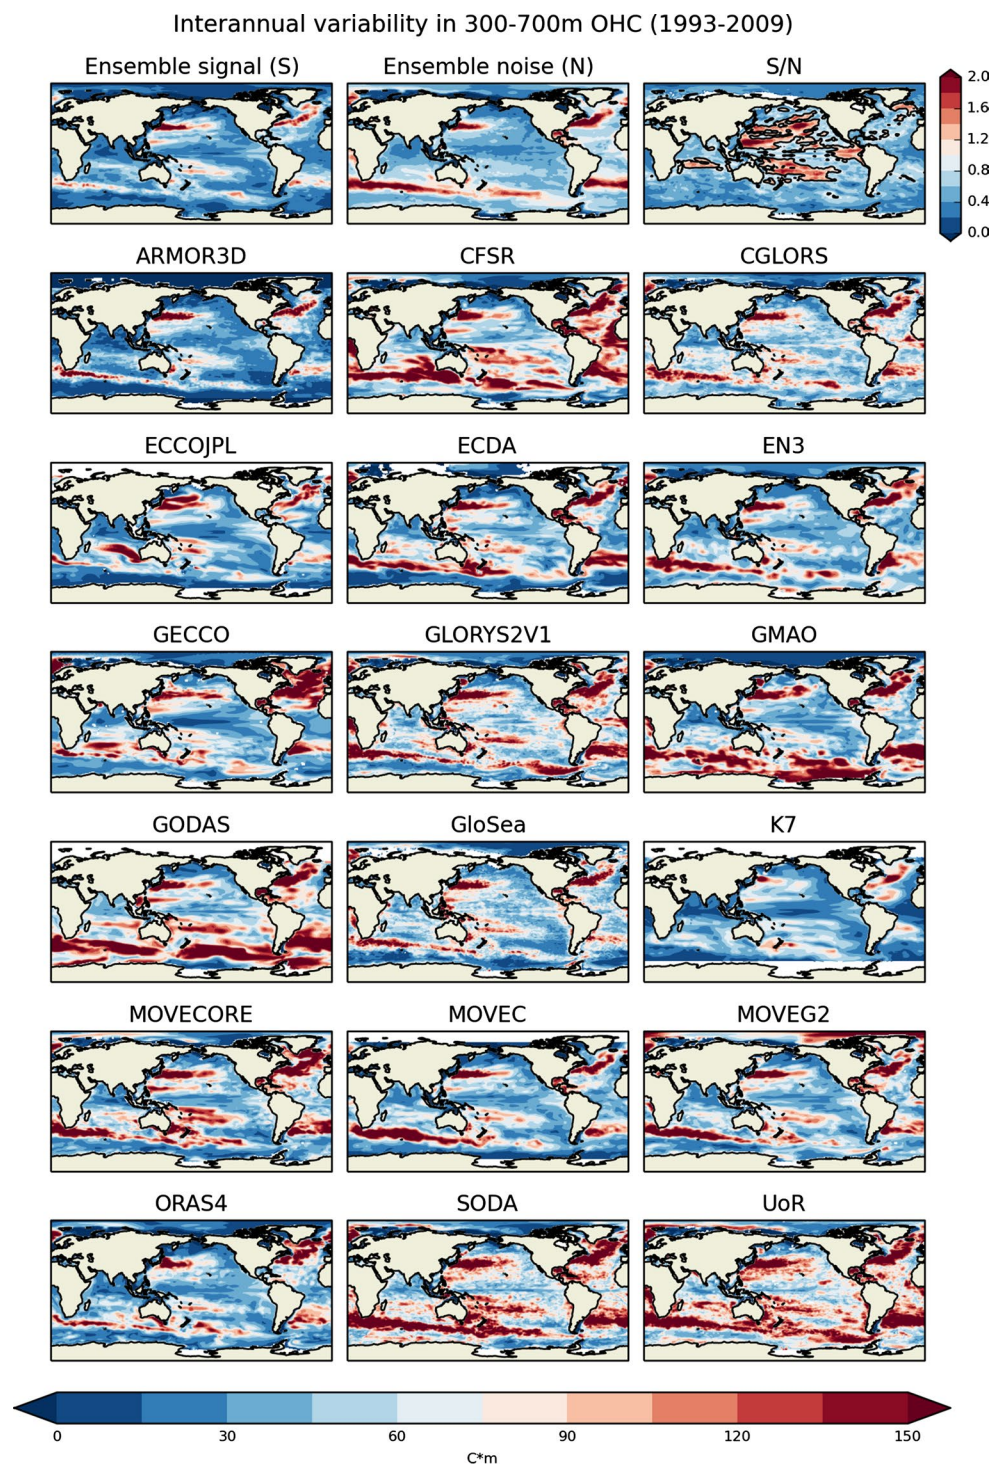 Interannual variability in 300-700m OHC (1993-2009)
Ensemble signal (S)
Ensemble noise (N)
S/N
2.0
1.6
1.2
0.8
0.4
0.0
ARMOR3D
CFSR
CGLORS
ECCOJPL
ECDA
EN3
GECCO
GLORYS2V1
GMAO
GODAS
GloSea
K7
MOVECORE
MOVEC
MOVEG2
ORAS4
SODA
UoR
0 30 60 90 120 150
C*m